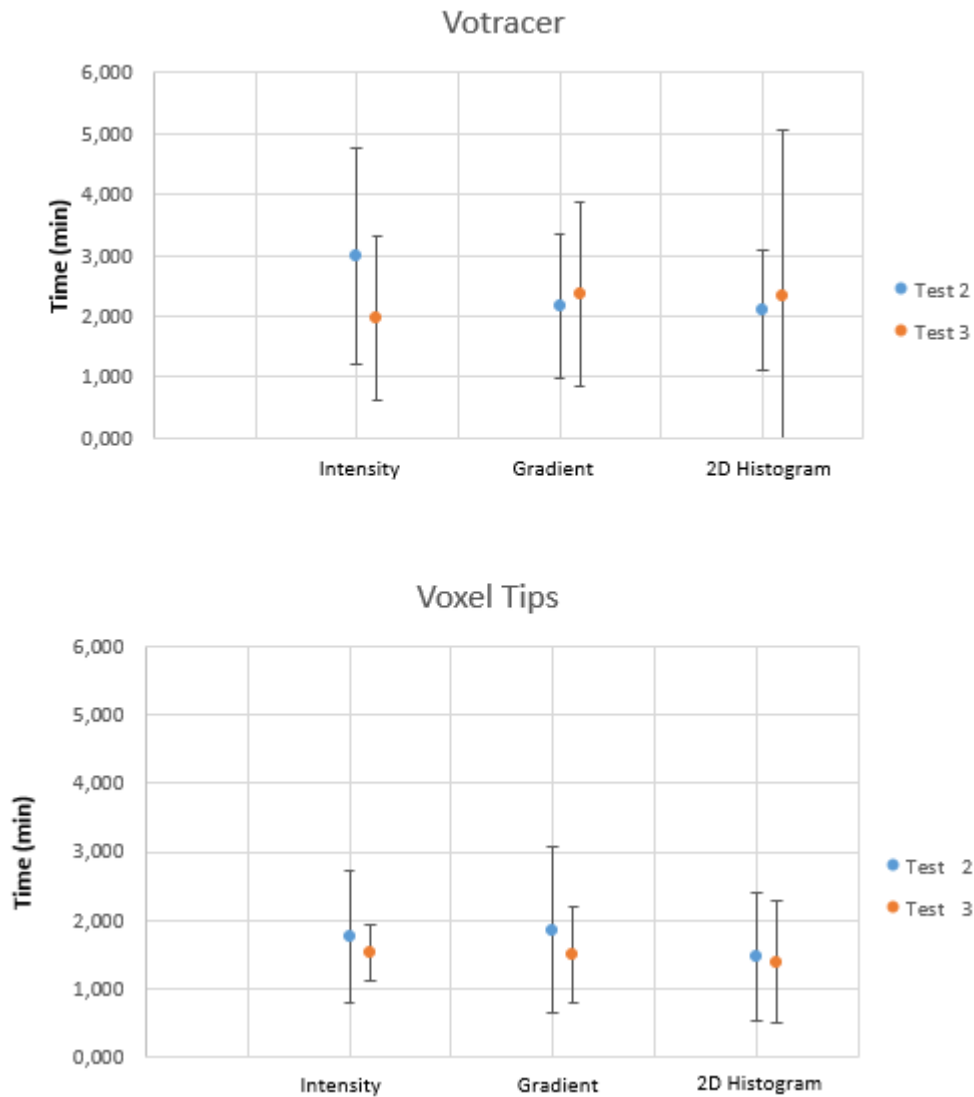 Votracer
6,000
5,000
4,000
3,000
2,000
1,000
0,000
Time (min)
Intensity Gradient 2D Histogram
Test 2
Test 3
Voxel Tips
6,000
5,000
4,000
3,000
2,000
1,000
0,000
Time (min)
Intensity Gradient 2D Histogram
Test 2
Test 3